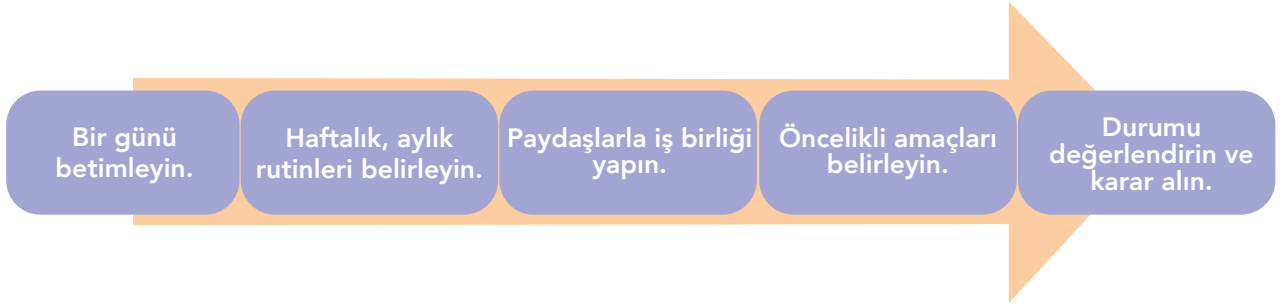 Bir günü
betimleyin.
Haftalık, aylık
rutinleri belirleyin.
Paydaşlarla iş birliği
yapın.
Öncelikli amaçları
belirleyin.
Durumu
değerlendirin ve
karar alın.